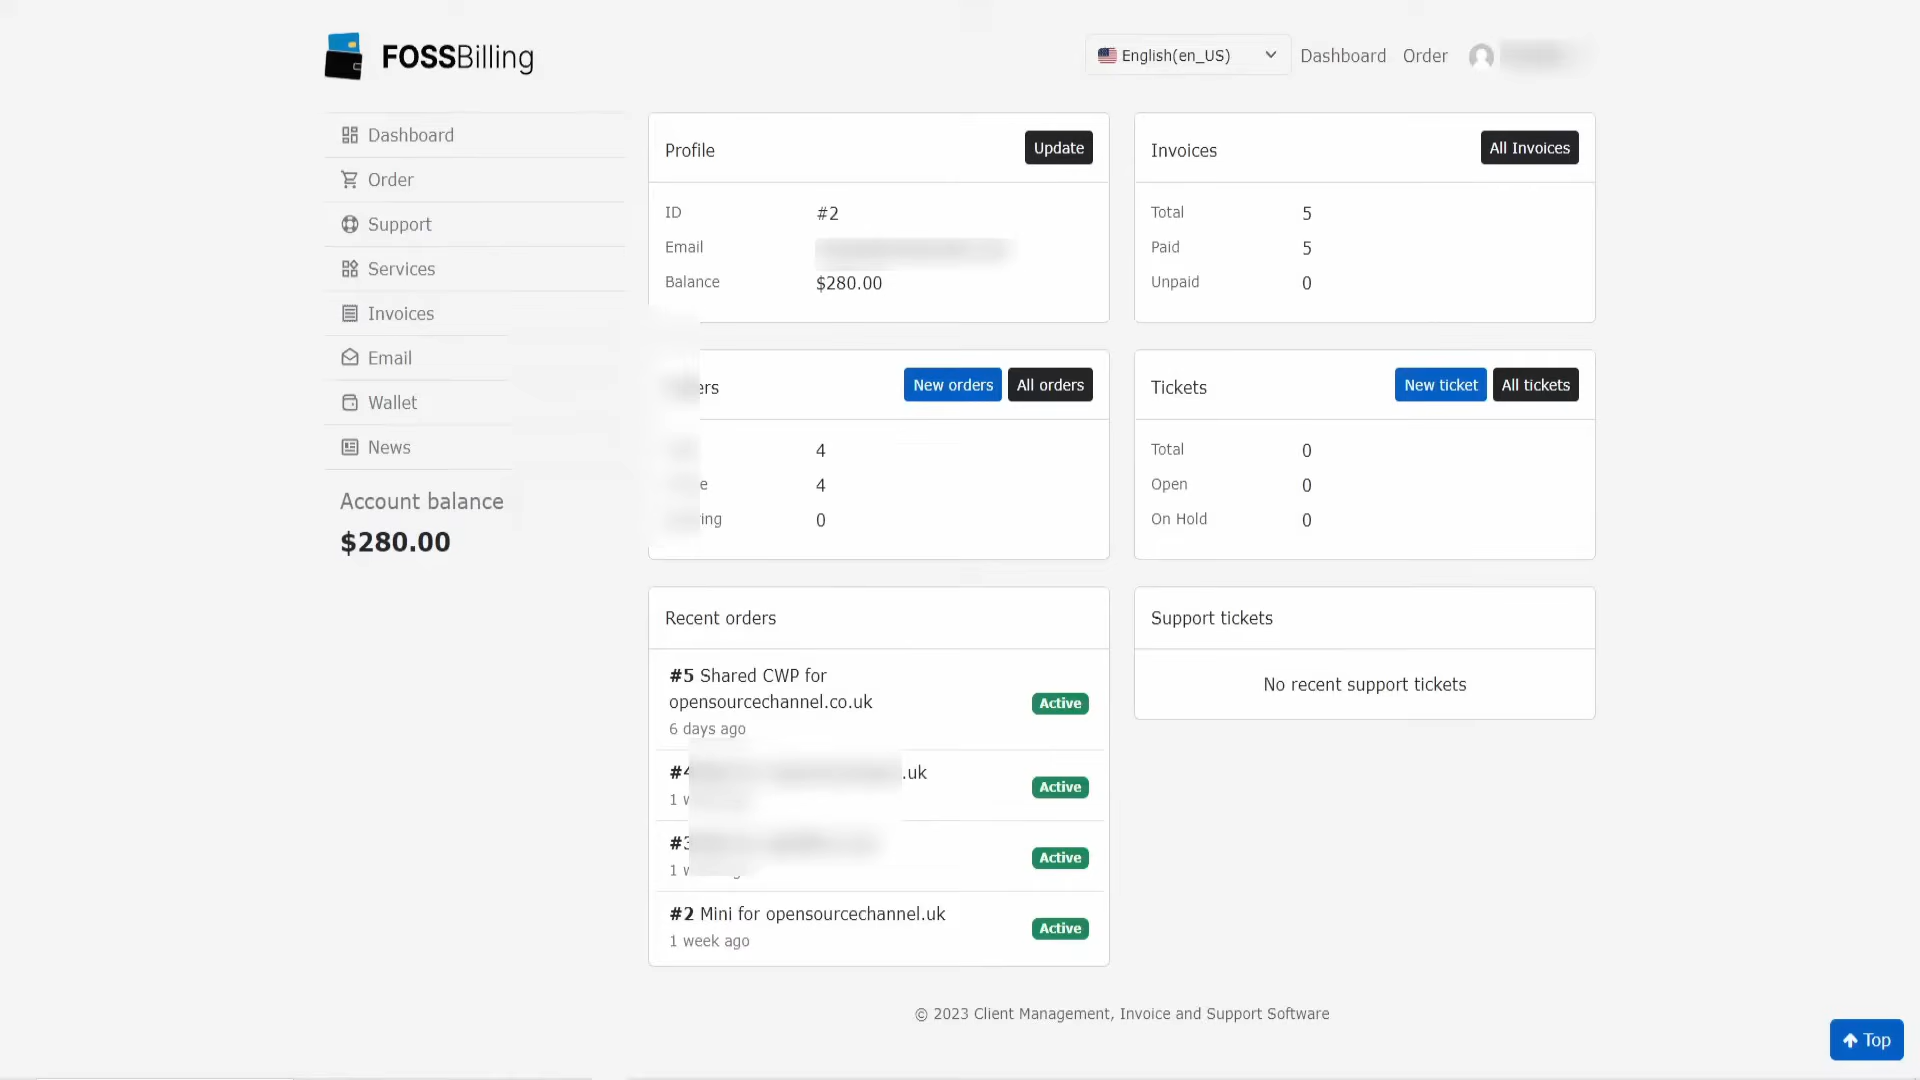 FOSSBilling
English(en_US)
Dashboard
Order
Dashboard
Order
Support
Services
Invoices
Email
Wallet
News
Account balance
$280.00
Profile
Update
ID #2
Email
Balance $280.00
Invoices
All Invoices
Total 5
Paid 5
Unpaid 0
New orders
All orders
4
4
0
Tickets
New ticket
All tickets
Total 0
Open 0
On Hold 0
Recent orders
#5 Shared CWP for
opensourcechannel.co.uk
6 days ago
Active
.uk
Active
Active
#2 Mini for opensourcechannel.uk
1 week ago
Active
Support tickets
No recent support tickets
© 2023 Client Management, Invoice and Support Software
Top